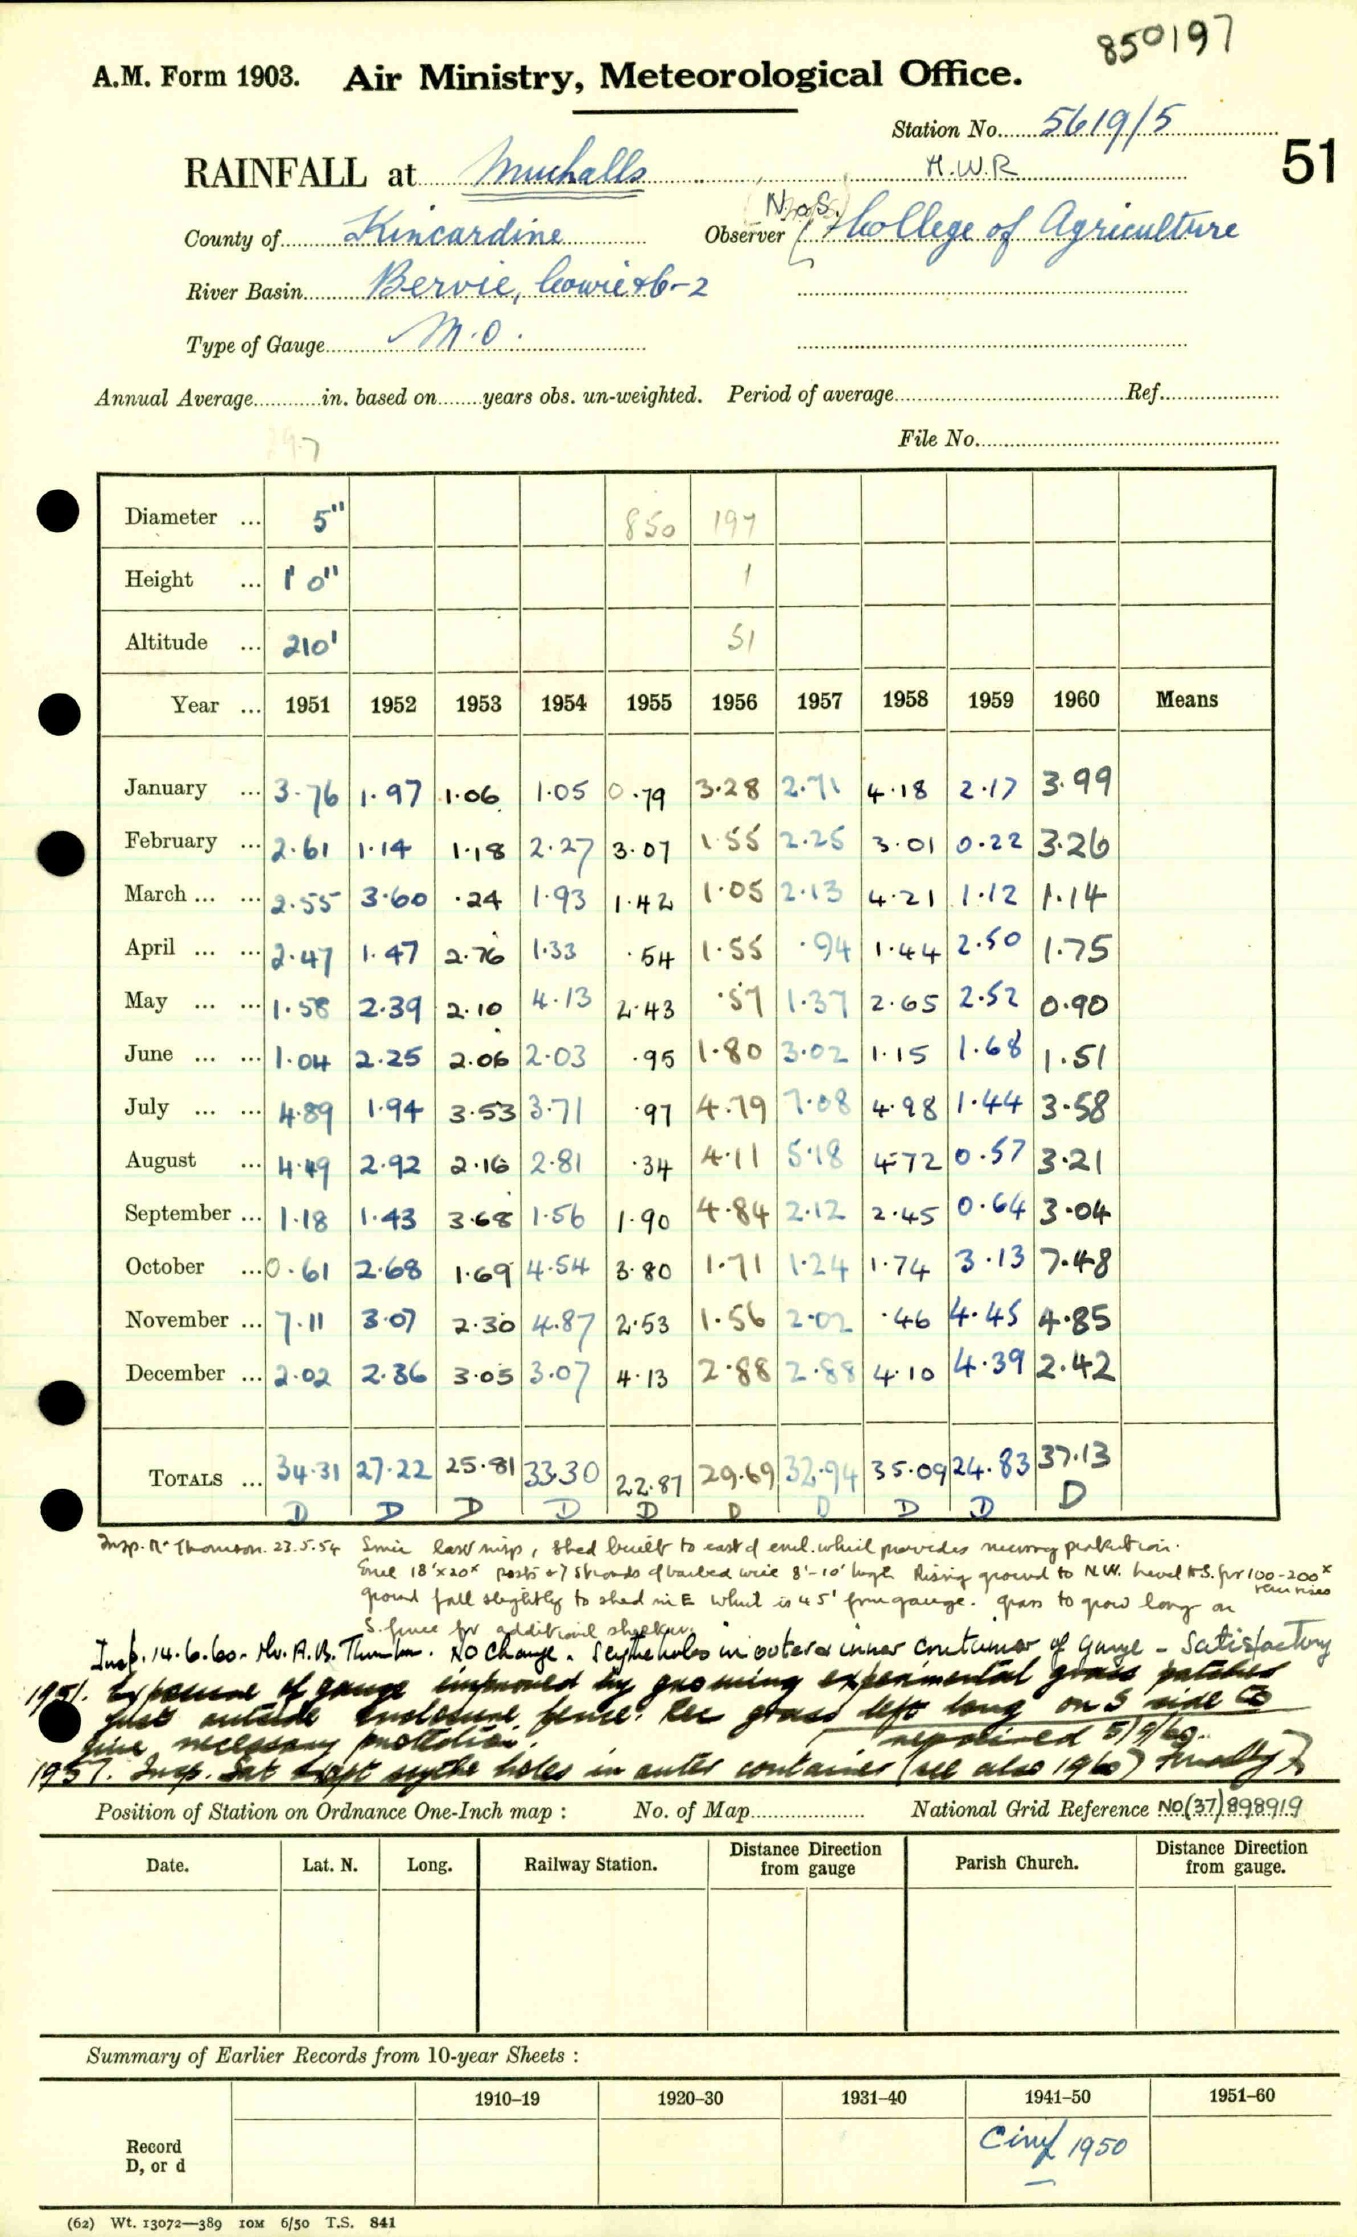 850197
A.M. Form 1903. Air Ministry, Meteorological Office.
Station No. 5619/5
51
RAINFALL at Muchalls H.W.R
County of Kincardine Observer N. of S. College of Agriculture
River Basin Bervie, Cowie & 6-2
Type of Gauge M.O.
Annual Average in. based on years obs. un-weighted. Period of average Ref.
File No.
Diameter ... 5" 850 197
Height ... 1' 0" 1
Altitude ... 210' 51
Year ... 1951 1952 1953 1954 1955 1956 1957 1958 1959 1960 Means
January ... 3.76 1.97 1.06 1.05 0.79 3.28 2.71 4.18 2.17 3.99
February ... 2.61 1.14 1.18 2.27 3.07 1.55 2.25 3.01 0.22 3.26
March ... ... 2.55 3.60 .24 1.93 1.42 1.05 2.13 4.21 1.12 1.14
April ... ... 2.47 1.47 2.76 1.33 .54 1.55 .94 1.44 2.50 1.75
May ... ... 1.58 2.39 2.10 4.13 2.43 .57 1.37 2.65 2.52 0.90
June ... ... 1.04 2.25 2.06 2.03 .95 1.80 3.02 1.15 1.68 1.51
July ... ... 4.89 1.94 3.53 3.71 .97 4.79 7.08 4.98 1.44 3.58
August ... 4.49 2.92 2.16 2.81 .34 4.11 5.18 4.72 0.57 3.21
September ... 1.18 1.43 3.68 1.56 1.90 4.84 2.12 2.45 0.64 3.04
October ... 0.61 2.68 1.69 4.54 3.80 1.71 1.24 1.74 3.13 7.48
November ... 7.11 3.07 2.30 4.87 2.53 1.56 2.02 .46 4.45 4.85
December ... 2.02 2.36 3.05 3.07 4.13 2.88 2.88 4.10 4.39 2.42
TOTALS ... 34.31 27.22 25.81 33.30 22.87 29.69 32.94 35.09 24.83 37.13
D D D D D D D D D D
Insp. Mr Thomson. 23.5.54 Since last insp, shed built to east of encl. which provides necessary protection.
Encl 18'x20' posts & 7 strands of barbed wire 8'-10' high Rising ground to N.W. Level to S. for 100-200x
ground fall slightly to shed in E which is 45' from gauge. grass to grow long on
S. fence for additional shelter.
Insp. 14.6.60. Mr. A.B. No change. Scythe holes in outer & inner container of gauge - Satisfactory
1951. Exposure of gauge improved by growing experimental grass patches
just outside enclosure fence. Rec grass left long on S side to
give necessary protection. repaired 5/9/60.
1957. Insp. Sat except scythe holes in outer container (see also 1960)
Position of Station on Ordnance One-Inch map : No. of Map National Grid Reference NO(37)898919
Date. Lat. N. Long. Railway Station. Distance from Direction gauge Parish Church. Distance from Direction gauge.
Summary of Earlier Records from 10-year Sheets :
1910–19 1920–30 1931–40 1941–50 1951–60
Record D, or d 1950
(62) Wt. 13072—389 10M 6/50 T.S. 841